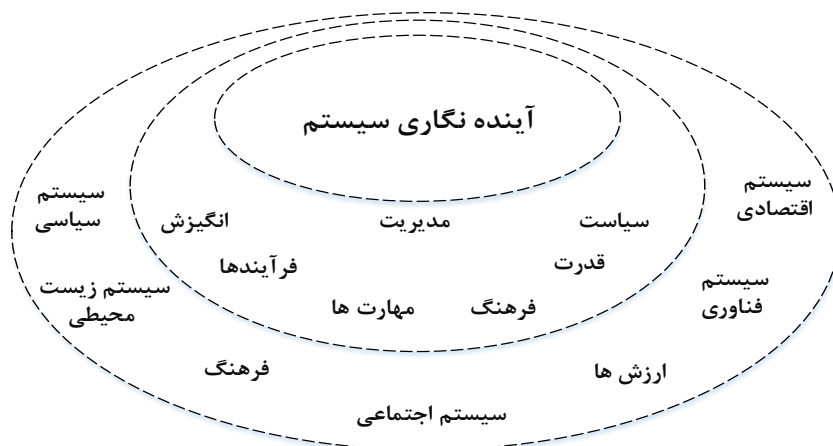 آینده نگاری سیستم
سیستم
اقتصادی
سیستم
سیاسی
سیاست
مدیریت
انگیزش
قدرت
فرآیندها
سیستم
فناوری
سیستم زیست
محیطی
فرهنگ
مهارت ها
ارزش ها
فرهنگ
سیستم اجتماعی